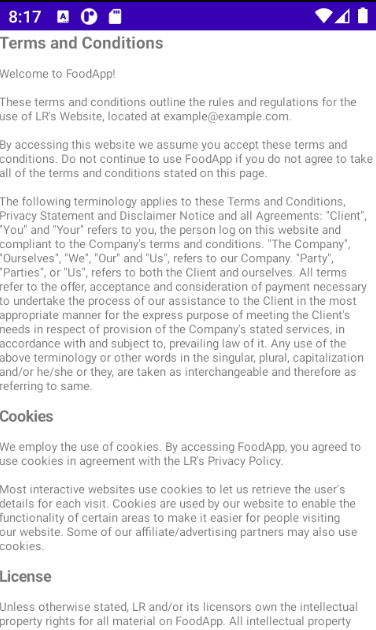 8:17
Terms and Conditions
Welcome to FoodApp!
These terms and conditions outline the rules and regulations for the
use of LR's Website, located at example@example.com.
By accessing this website we assume you accept these terms and
conditions. Do not continue to use FoodApp if you do not agree to take
all of the terms and conditions stated on this page.
The following terminology applies to these Terms and Conditions,
Privacy Statement and Disclaimer Notice and all Agreements: "Client",
"You" and "Your" refers to you, the person log on this website and
compliant to the Company's terms and conditions. "The Company",
"Ourselves", "We", "Our" and "Us", refers to our Company. "Party",
"Parties", or "Us", refers to both the Client and ourselves. All terms
refer to the offer, acceptance and consideration of payment necessary
to undertake the process of our assistance to the Client in the most
appropriate manner for the express purpose of meeting the Client's
needs in respect of provision of the Company's stated services, in
accordance with and subject to, prevailing law of it. Any use of the
above terminology or other words in the singular, plural, capitalization
and/or he/she or they, are taken as interchangeable and therefore as
referring to same.
Cookies
We employ the use of cookies. By accessing FoodApp, you agreed to
use cookies in agreement with the LR's Privacy Policy.
Most interactive websites use cookies to let us retrieve the user's
details for each visit. Cookies are used by our website to enable the
functionality of certain areas to make it easier for people visiting
our website. Some of our affiliate/advertising partners may also use
cookies.
License
Unless otherwise stated, LR and/or its licensors own the intellectual
property rights for all material on FoodApp. All intellectual property